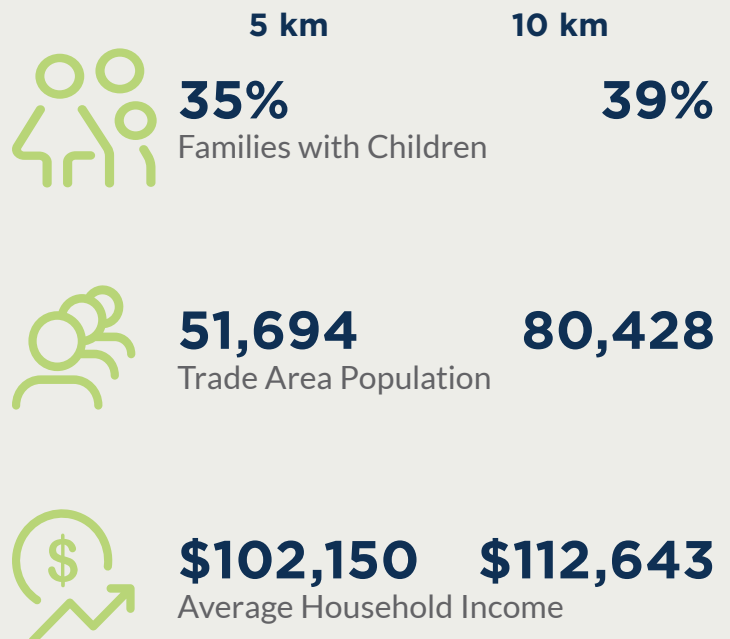 5 km 10 km
35% 39%
Families with Children
51,694 80,428
Trade Area Population
$
$102,150 $112,643
Average Household Income